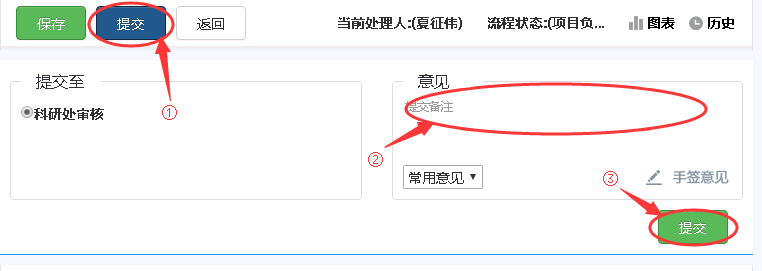 保存 提交 返回 当前处理人:(夏征伟) 流程状态:(项目负... 图表 历史
提交至
科研处审核
①
意见
提交备注
②
常用意见
手签意见
③
提交